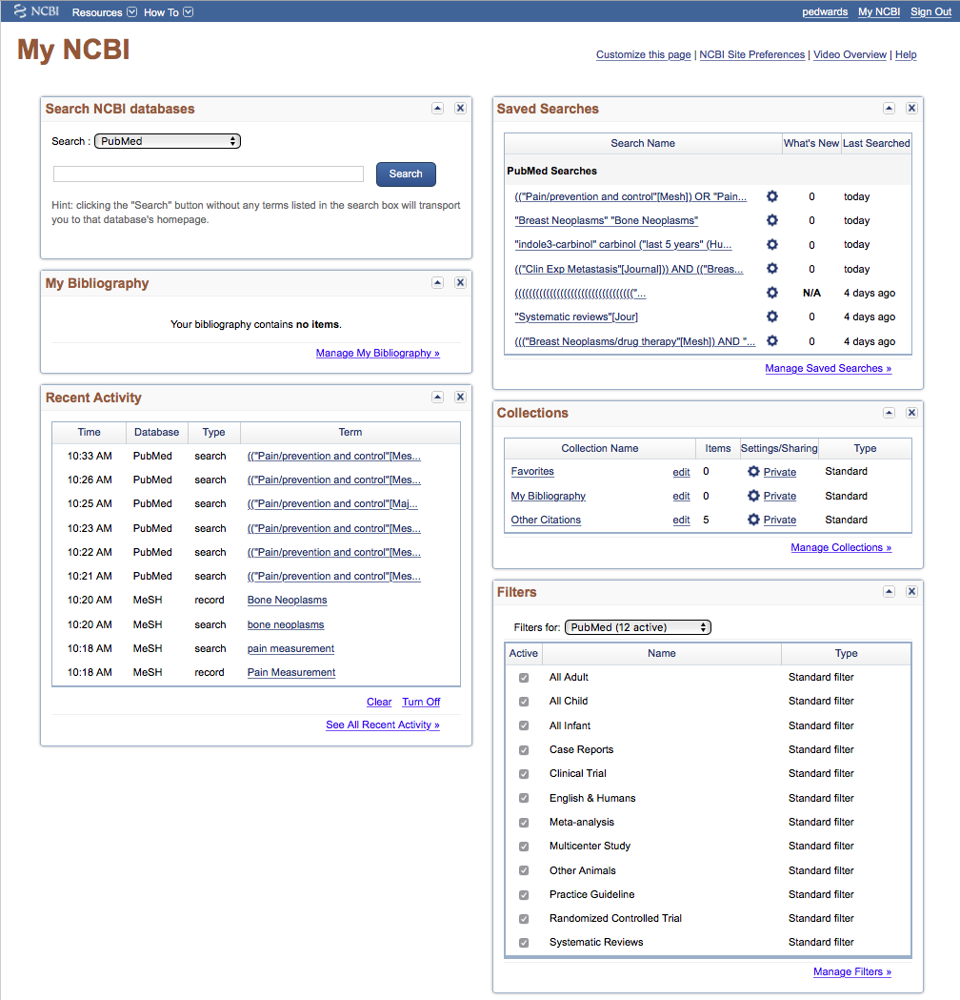 NCBI Resources How To pedwards My NCBI Sign Out
My NCBI
Customize this page | NCBI Site Preferences | Video Overview | Help
Search NCBI databases
Search : PubMed
Search
Hint: clicking the "Search" button without any terms listed in the search box will transport
you to that database's homepage.
My Bibliography
Your bibliography contains no items.
Manage My Bibliography »
Recent Activity
Time Database Type Term
10:33 AM PubMed search (("Pain/prevention and control"[Mes...
10:26 AM PubMed search (("Pain/prevention and control"[Mes...
10:25 AM PubMed search (("Pain/prevention and control"[Maj...
10:23 AM PubMed search (("Pain/prevention and control"[Mes...
10:22 AM PubMed search (("Pain/prevention and control"[Mes...
10:21 AM PubMed search (("Pain/prevention and control"[Mes...
10:20 AM MeSH record Bone Neoplasms
10:20 AM MeSH search bone neoplasms
10:18 AM MeSH search pain measurement
10:18 AM MeSH record Pain Measurement
Clear Turn Off
See All Recent Activity »
Saved Searches
Search Name What's New Last Searched
PubMed Searches
(("Pain/prevention and control"[Mesh]) OR "Pain... 0 today
"Breast Neoplasms" "Bone Neoplasms" 0 today
"indole3-carbinol" carbinol ("last 5 years" (Hu... 0 today
(("Clin Exp Metastasis"[Journal])) AND (("Breas... 0 today
((((((((((((((((((((((((((((((((((("... N/A 4 days ago
"Systematic reviews"[Jour] 0 4 days ago
((("Breast Neoplasms/drug therapy"[Mesh]) AND "... 0 4 days ago
Manage Saved Searches »
Collections
Collection Name Items Settings/Sharing Type
Favorites edit 0 Private Standard
My Bibliography edit 0 Private Standard
Other Citations edit 5 Private Standard
Manage Collections »
Filters
Filters for: PubMed (12 active)
Active Name Type
All Adult Standard filter
All Child Standard filter
All Infant Standard filter
Case Reports Standard filter
Clinical Trial Standard filter
English & Humans Standard filter
Meta-analysis Standard filter
Multicenter Study Standard filter
Other Animals Standard filter
Practice Guideline Standard filter
Randomized Controlled Trial Standard filter
Systematic Reviews Standard filter
Manage Filters »